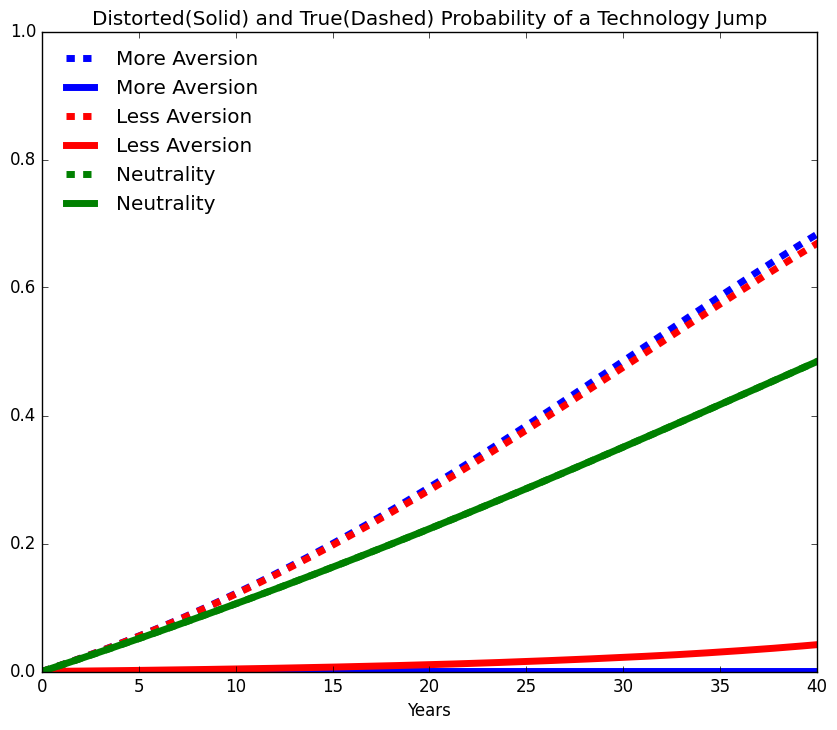 Distorted(Solid) and True(Dashed) Probability of a Technology Jump
1.0
More Aversion
More Aversion
Less Aversion
0.8
Less Aversion
Neutrality
Neutrality
0.6
0.4
0.2
0.0
0 5 10 15 20 25 30 35 40
Years